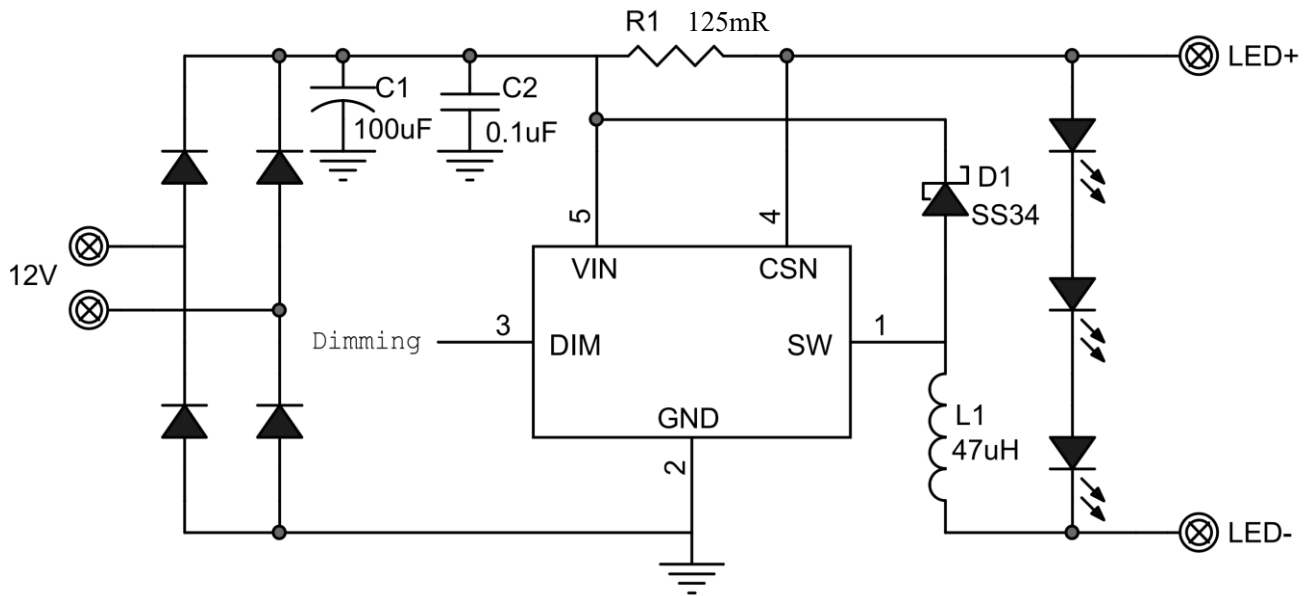 R1 125mR
LED+
C1
100uF
C2
0.1uF
D1
SS34
5
4
12V
VIN
CSN
Dimming
3
DIM
SW
1
GND
2
L1
47uH
LED-